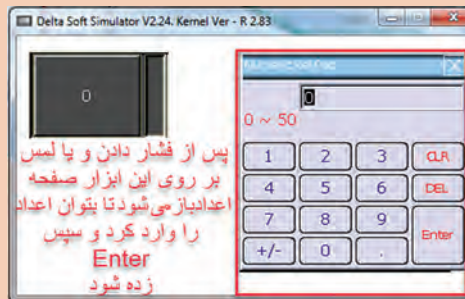 Delta Soft Simulator V2.24. Kernel Ver - R 2.83
0
0
0 ~ 50
1 2 3 CLR
4 5 6 DEL
7 8 9 Enter
+/- 0 .
پس از فشار دادن و یا لمس
بر روی این ابزار صفحه
اعدادبازمی‌شودتا بتوان اعداد
را وارد کرد و سپس
Enter
زده شود